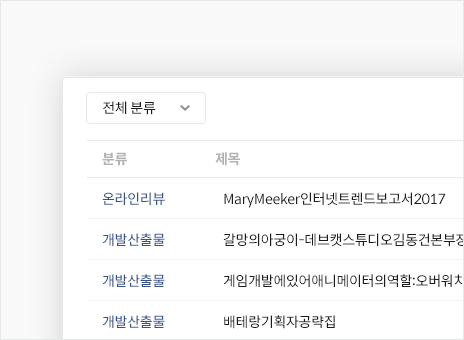 전체 분류
분류 제목
온라인리뷰 MaryMeeker인터넷트렌드보고서2017
개발산출물 갈망의아궁이-데브캣스튜디오김동건본부장
개발산출물 게임개발에있어애니메이터의역할:오버워치
개발산출물 배테랑기획자공략집